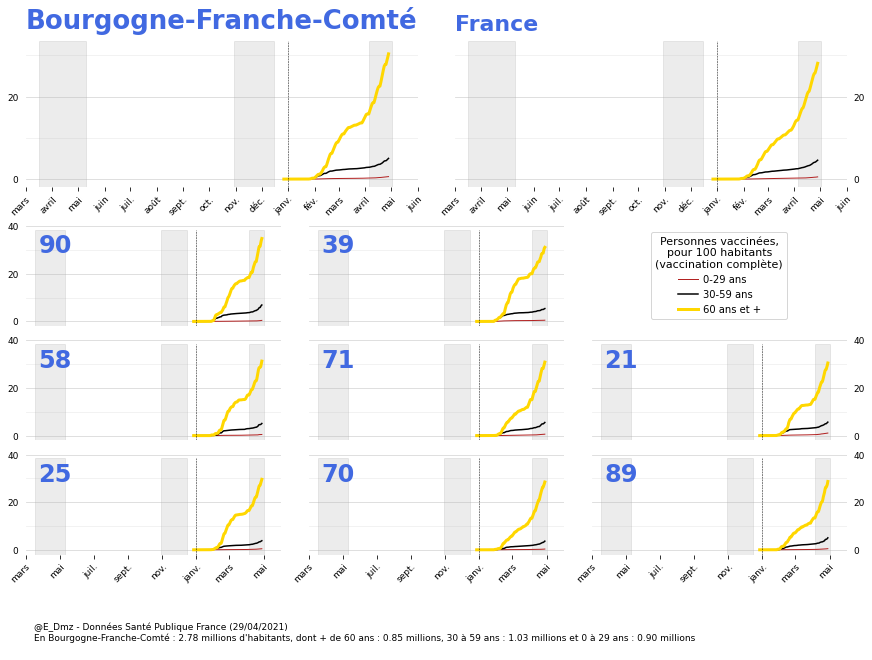 Bourgogne-Franche-Comté
France
20
0
20
0
mars avril mai juin juil. août sept. oct. nov. déc. janv. fév. mars avril mai juin
mars avril mai juin juil. août sept. oct. nov. déc. janv. fév. mars avril mai juin
40
20
0
90
39
Personnes vaccinées,
pour 100 habitants
(vaccination complète)
0-29 ans
30-59 ans
60 ans et +
40
20
0
58
71
21
40
20
0
40
20
0
25
70
89
40
20
0
mars mai juil. sept. nov. janv. mars mai
mars mai juil. sept. nov. janv. mars mai
mars mai juil. sept. nov. janv. mars mai
@E_Dmz - Données Santé Publique France (29/04/2021)
En Bourgogne-Franche-Comté : 2.78 millions d'habitants, dont + de 60 ans : 0.85 millions, 30 à 59 ans : 1.03 millions et 0 à 29 ans : 0.90 millions